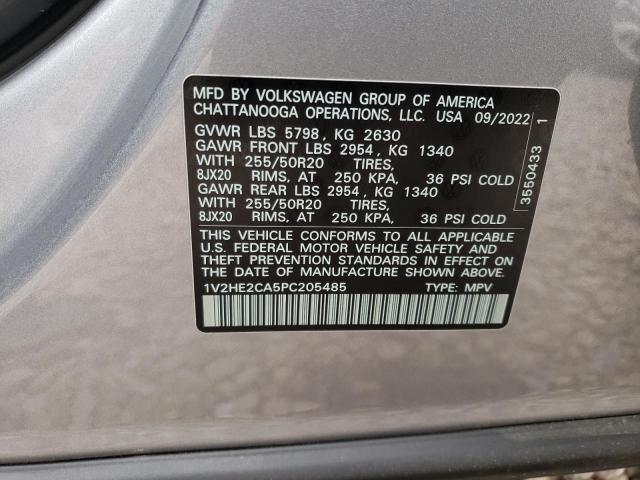 MFD BY VOLKSWAGEN GROUP OF AMERICA
CHATTANOOGA OPERATIONS, LLC. USA 09/2022
GVWR LBS 5798, KG 2630
GAWR FRONT LBS 2954, KG 1340
WITH 255/50R20 TIRES,
8JX20 RIMS, AT 250 KPA, 36 PSI COLD
GAWR REAR LBS 2954, KG 1340
WITH 255/50R20 TIRES,
8JX20 RIMS, AT 250 KPA, 36 PSI COLD
THIS VEHICLE CONFORMS TO ALL APPLICABLE
U.S. FEDERAL MOTOR VEHICLE SAFETY AND
THEFT PREVENTION STANDARDS IN EFFECT ON
THE DATE OF MANUFACTURE SHOWN ABOVE.
1V2HE2CA5PC205485 TYPE: MPV
3550433 1